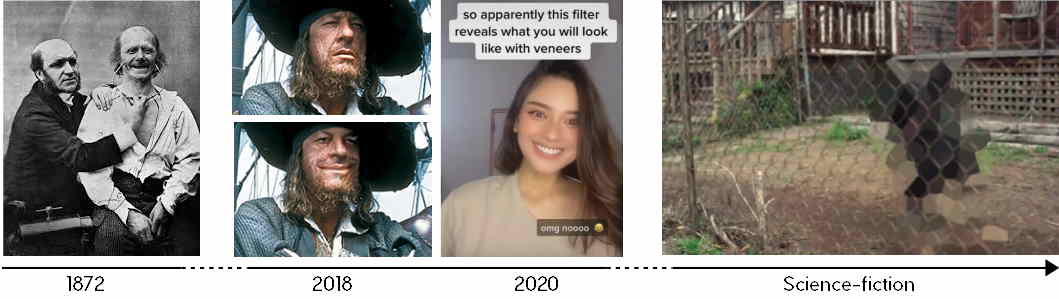 so apparently this filter
reveals what you will look
like with veneers
omg noooo 🤣
1872
2018
2020
Science-fiction